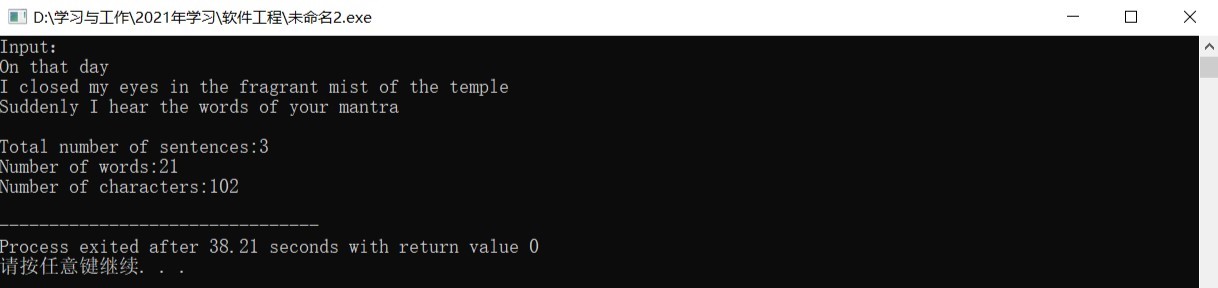 D:\学习与工作\2021年学习\软件工程\未命名2.exe
Input:
On that day
I closed my eyes in the fragrant mist of the temple
Suddenly I hear the words of your mantra
Total number of sentences:3
Number of words:21
Number of characters:102
--------------------------------
Process exited after 38.21 seconds with return value 0
请按任意键继续. . .